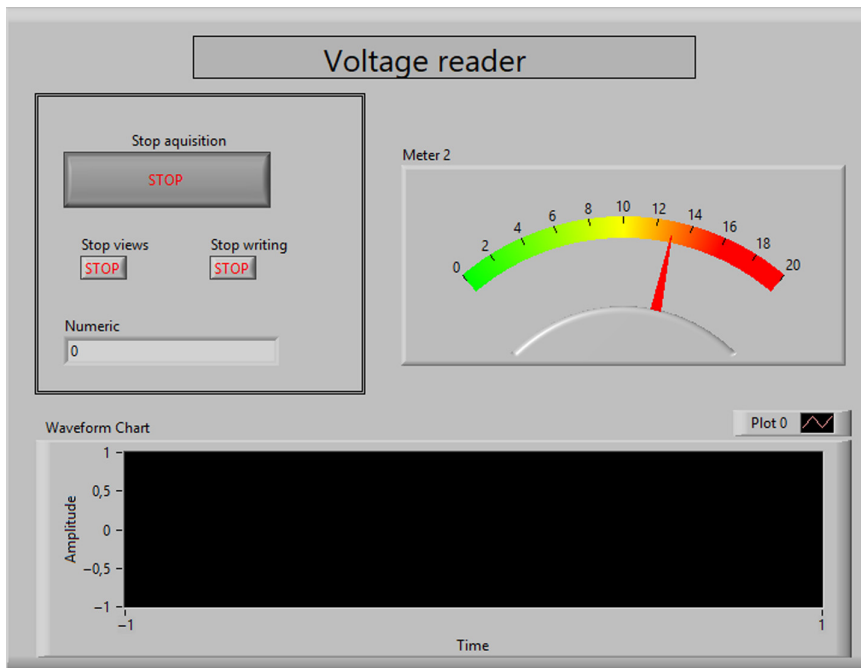 Voltage reader
Stop aquisition
STOP
Stop views
Stop writing
STOP
STOP
Numeric
0
Meter 2
0 2 4 6 8 10 12 14 16 18 20
Waveform Chart
Plot 0
Amplitude
1
0,5
0
−0,5
−1
−1 1
Time